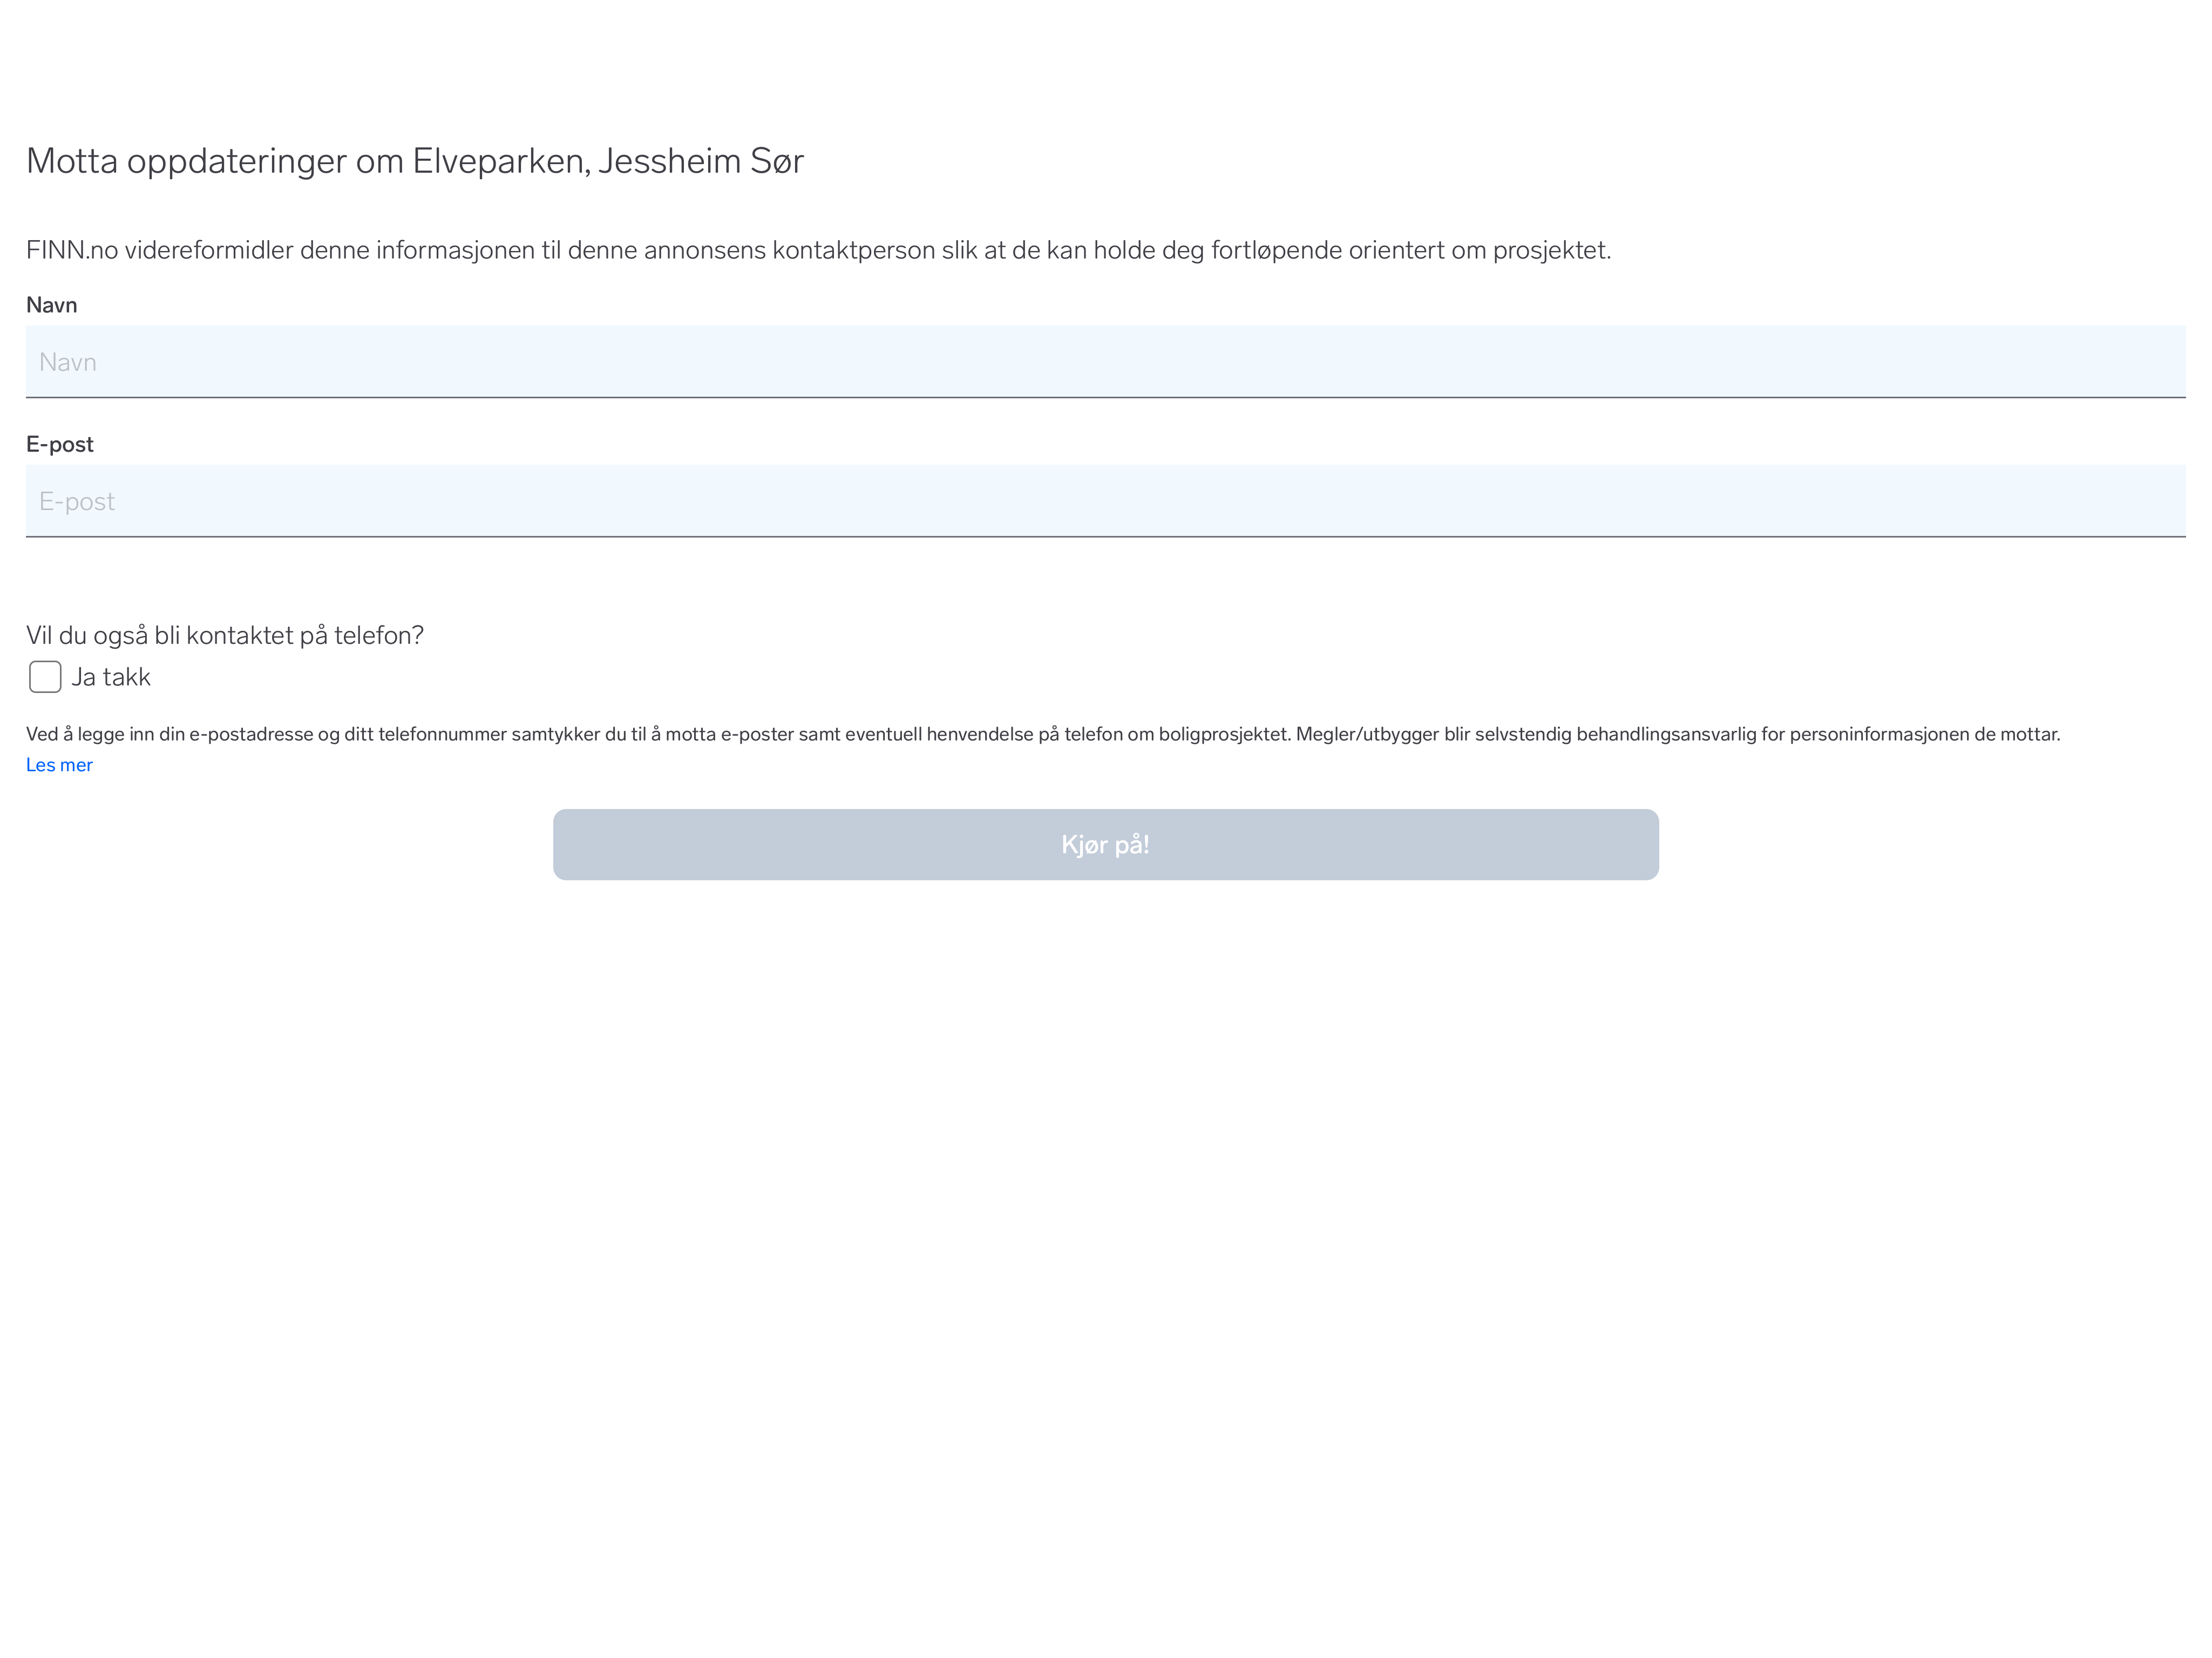 Motta oppdateringer om Elveparken, Jessheim Sør
FINN.no videreformidler denne informasjonen til denne annonsens kontaktperson slik at de kan holde deg fortløpende orientert om prosjektet.
Navn
Navn
E-post
E-post
Vil du også bli kontaktet på telefon?
Ja takk
Ved å legge inn din e-postadresse og ditt telefonnummer samtykker du til å motta e-poster samt eventuell henvendelse på telefon om boligprosjektet. Megler/utbygger blir selvstendig behandlingsansvarlig for personinformasjonen de mottar.
Les mer
Kjør på!